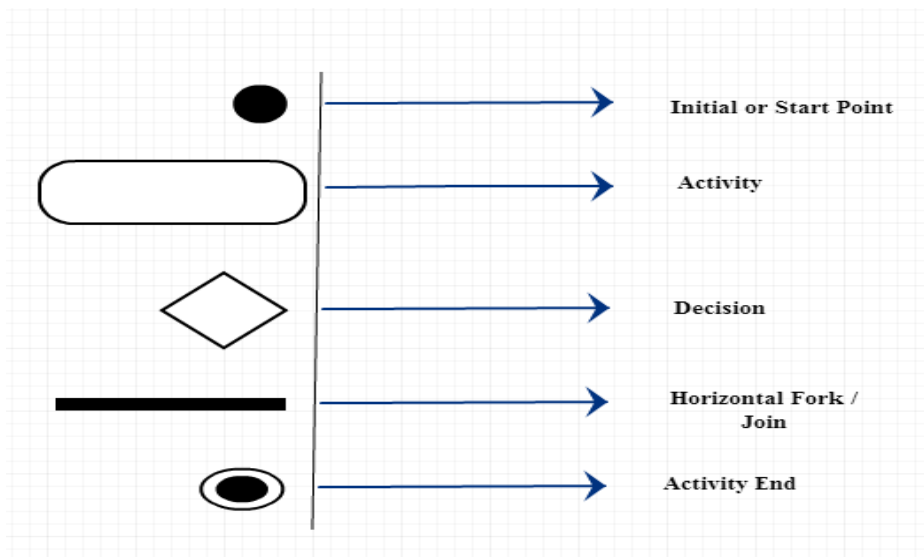 Initial or Start Point
Activity
Decision
Horizontal Fork /
Join
Activity End